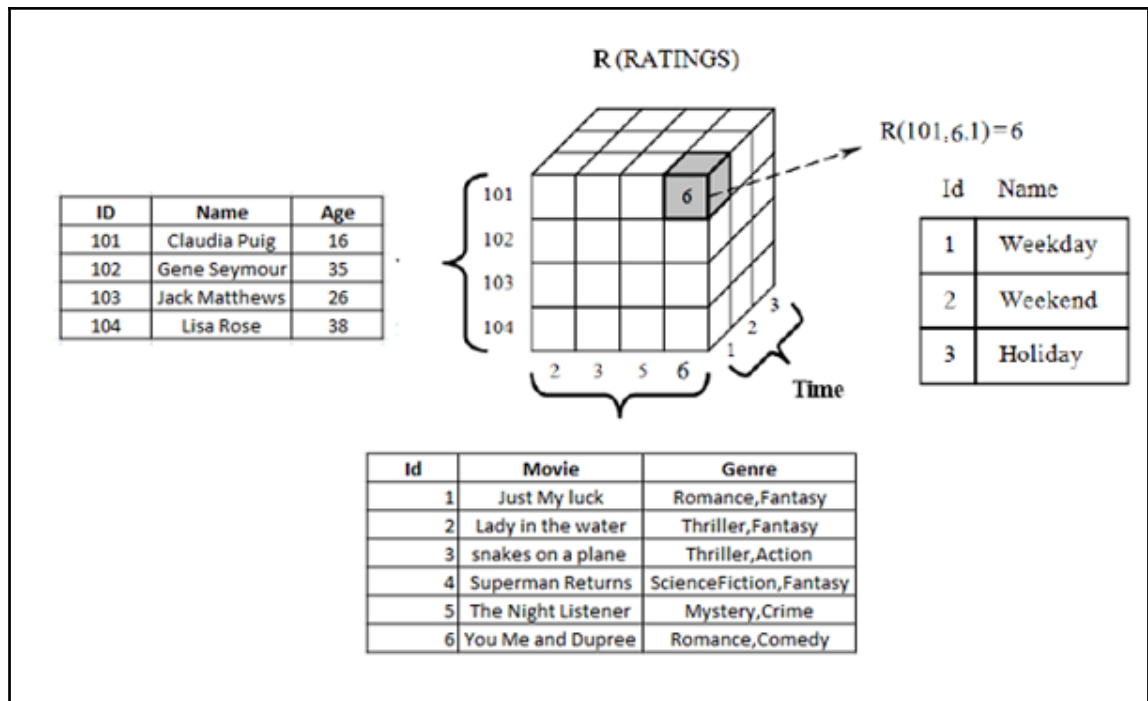 R (RATINGS)
R(101,6,1)=6
ID Name Age
101 Claudia Puig 16
102 Gene Seymour 35
103 Jack Matthews 26
104 Lisa Rose 38
101
102
103
104
6
2 3 5 6
1
2
3
Time
Id Name
1 Weekday
2 Weekend
3 Holiday
Id Movie Genre
1 Just My luck Romance,Fantasy
2 Lady in the water Thriller,Fantasy
3 snakes on a plane Thriller,Action
4 Superman Returns ScienceFiction,Fantasy
5 The Night Listener Mystery,Crime
6 You Me and Dupree Romance,Comedy